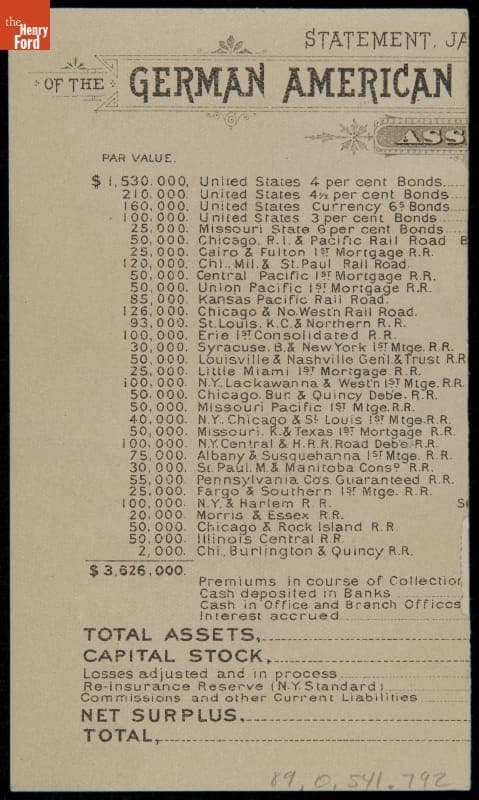 the
Henry
Ford
STATEMENT, JA
OF THE GERMAN AMERICAN
ASS
PAR VALUE.
$ 1,530.000, United States 4 per cent Bonds
210,000. United States 4½ per cent Bonds
160,000. United States Currency 6s Bonds
100,000. United States 3 per cent Bonds
25,000. Missouri State 6 per cent Bonds
50,000. Chicago, R.I. & Pacific Rail Road B
25,000. Cairo & Fulton 1ST Mortgage R.R.
120,000. Chi., Mil. & St. Paul Rail Road.
50,000. Central Pacific 1ST Mortgage R.R.
50,000. Union Pacific 1ST Mortgage R.R.
85,000. Kansas Pacific Rail Road.
126,000. Chicago & No. West'n Rail Road.
93,000. St. Louis, K.C. & Northern R.R.
100,000. Erie 1ST Consolidated R.R.
30,000. Syracuse, B. & New York 1ST Mtge. R.R.
50,000. Louisville & Nashville Genl. & Trust R.R
25,000. Little Miami 1ST Mortgage R.R.
100,000. N.Y. Lackawanna & West'n 1ST Mtge. R.R.
50,000. Chicago. Bur. & Quincy Deb'e. R.R.
50,000. Missouri Pacific 1ST Mtge. R.R.
40,000. N.Y. Chicago & St. Louis 1ST Mtge. R.R.
50,000. Missouri, K. & Texas 1ST Mortgage R.R.
100,000. N.Y. Central & H.R.R. Road Deb'e. R.R.
75,000. Albany & Susquehanna 1ST Mtge. R.R.
30,000. St. Paul, M. & Manitoba Consd. R.R.
55,000. Pennsylvania Co's. Guaranteed R.R.
25,000. Fargo & Southern 1ST Mtge. R.R.
100,000. N.Y. & Harlem R.R.
20,000. Morris & Essex R.R.
50,000. Chicago & Rock Island R.R.
50,000. Illinois Central R.R.
2,000. Chi., Burlington & Quincy R.R.
$ 3,626,000.
Premiums in course of Collection
Cash deposited in Banks
Cash in Office and Branch Offices
Interest accrued
TOTAL ASSETS,
CAPITAL STOCK,
Losses adjusted and in process
Re-insurance Reserve (N.Y. Standard)
Commissions and other Current Liabilities
NET SURPLUS,
TOTAL,
89.0.541.792